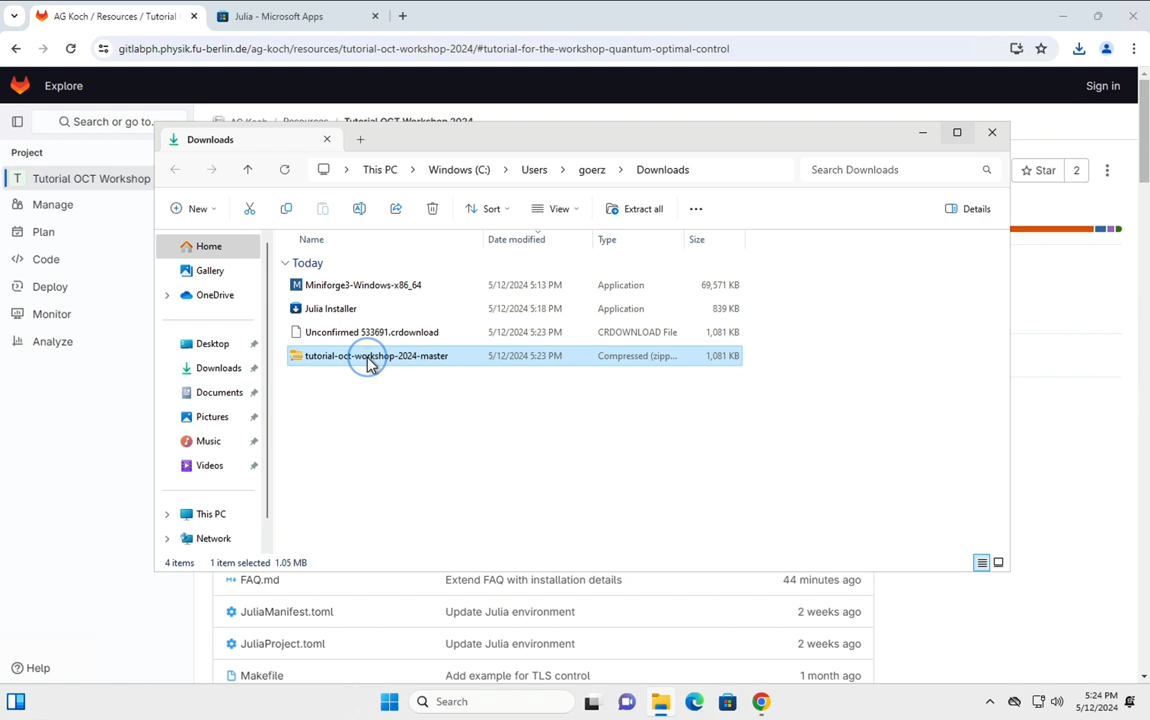 AG Koch / Resources / Tutorial
Julia - Microsoft Apps
gitlabph.physik.fu-berlin.de/ag-koch/resources/tutorial-oct-workshop-2024/#tutorial-for-the-workshop-quantum-optimal-control
Explore
Sign in
Search or go to...
AG Koch / Resources / Tutorial OCT Workshop 2024
Project
T Tutorial OCT Workshop
Manage
Plan
Code
Deploy
Monitor
Analyze
Help
Star 2
Downloads
This PC > Windows (C:) > Users > goerz > Downloads
Search Downloads
New
Sort
View
Extract all
Details
Home
Gallery
OneDrive
Desktop
Downloads
Documents
Pictures
Music
Videos
This PC
Network
Name Date modified Type Size
Today
Miniforge3-Windows-x86_64 5/12/2024 5:13 PM Application 69,571 KB
Julia Installer 5/12/2024 5:18 PM Application 839 KB
Unconfirmed 533691.crdownload 5/12/2024 5:23 PM CRDOWNLOAD File 1,081 KB
tutorial-oct-workshop-2024-master 5/12/2024 5:23 PM Compressed (zipp... 1,081 KB
4 items 1 item selected 1.05 MB
FAQ.md Extend FAQ with installation details 44 minutes ago
JuliaManifest.toml Update Julia environment 2 weeks ago
JuliaProject.toml Update Julia environment 2 weeks ago
Makefile Add example for TLS control 1 month ago
Search
5:24 PM
5/12/2024